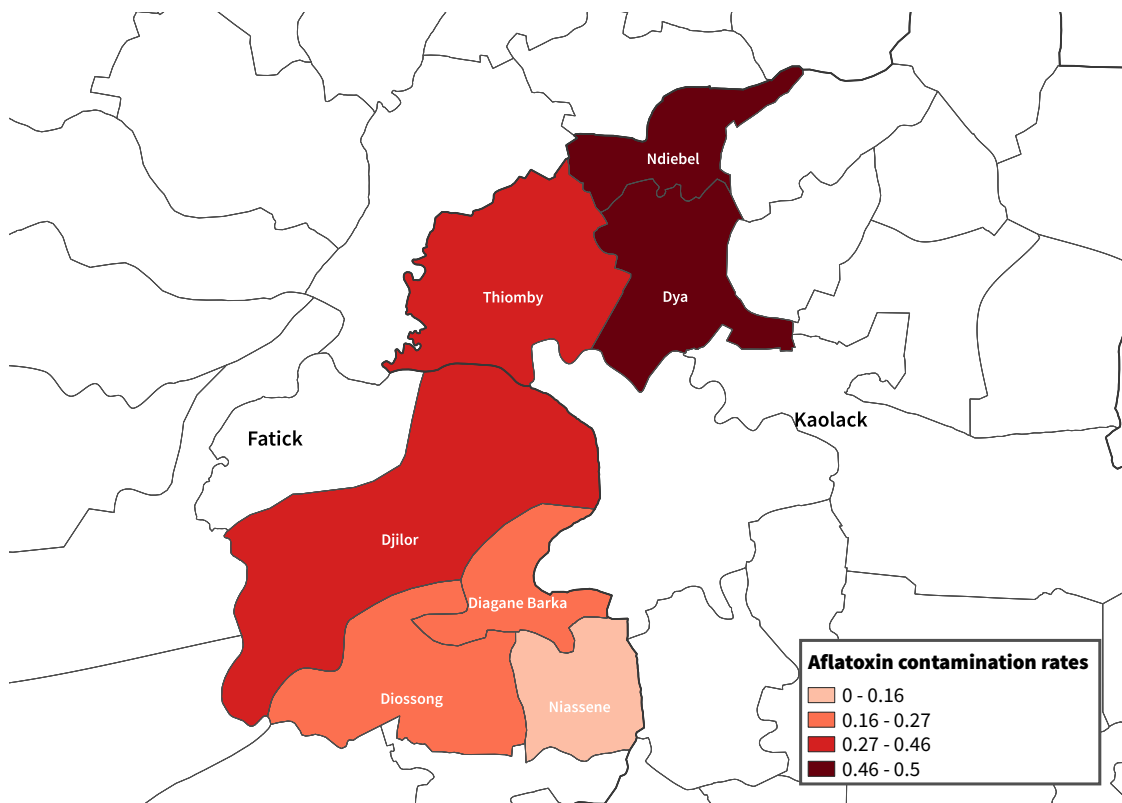 Ndiebel
Thiomby
Dya
Kaolack
Fatick
Djilor
Diagane Barka
Diossong
Niassene
Aflatoxin contamination rates
0 - 0.16
0.16 - 0.27
0.27 - 0.46
0.46 - 0.5